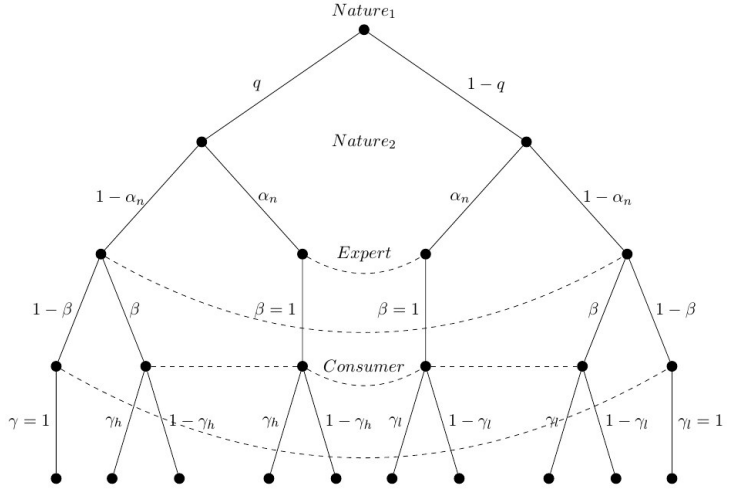 Nature₁
q
1 − q
Nature₂
1 − αₙ
αₙ
αₙ
1 − αₙ
Expert
1 − β
β
β = 1
β = 1
β
1 − β
Consumer
γ = 1
γₕ
1 − γₕ
γₕ
1 − γₕ
γₗ
1 − γₗ
γₗ
1 − γₗ
γₗ = 1